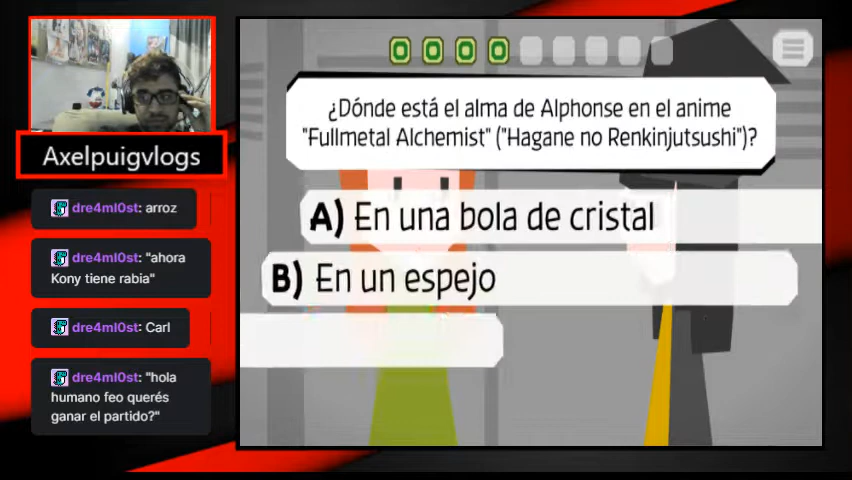 ¿Dónde está el alma de Alphonse en el anime
"Fullmetal Alchemist" ("Hagane no Renkinjutsushi")?
A) En una bola de cristal
B) En un espejo
Axelpuigvlogs
dre4ml0st: arroz
dre4ml0st: "ahora
Kony tiene rabia"
dre4ml0st: Carl
dre4ml0st: "hola
humano feo querés
ganar el partido?"